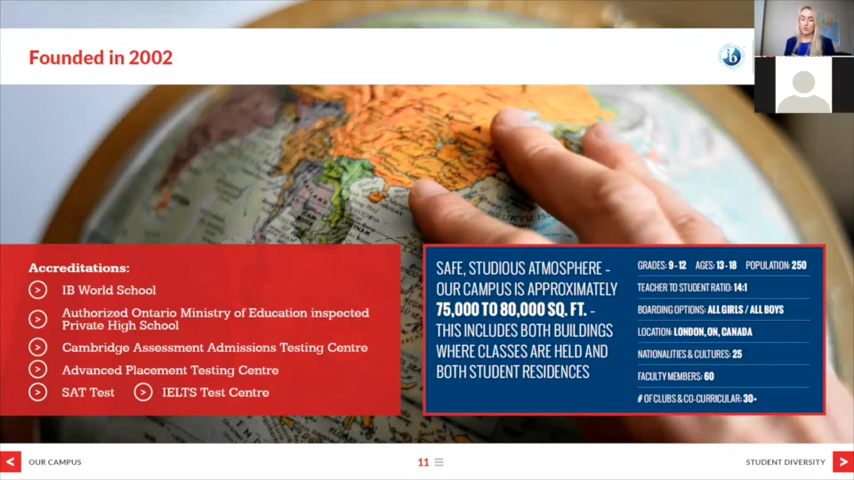 Founded in 2002
Accreditations:
IB World School
Authorized Ontario Ministry of Education inspected
Private High School
Cambridge Assessment Admissions Testing Centre
Advanced Placement Testing Centre
SAT Test
IELTS Test Centre
SAFE, STUDIOUS ATMOSPHERE -
OUR CAMPUS IS APPROXIMATELY
75,000 TO 80,000 SQ. FT. -
THIS INCLUDES BOTH BUILDINGS
WHERE CLASSES ARE HELD AND
BOTH STUDENT RESIDENCES
GRADES: 9-12 AGES: 13-18 POPULATION: 250
TEACHER TO STUDENT RATIO: 14:1
BOARDING OPTIONS: ALL GIRLS / ALL BOYS
LOCATION: LONDON, ON, CANADA
NATIONALITIES & CULTURES: 25
FACULTY MEMBERS: 60
# OF CLUBS & CO-CURRICULAR: 30+
OUR CAMPUS
11
STUDENT DIVERSITY